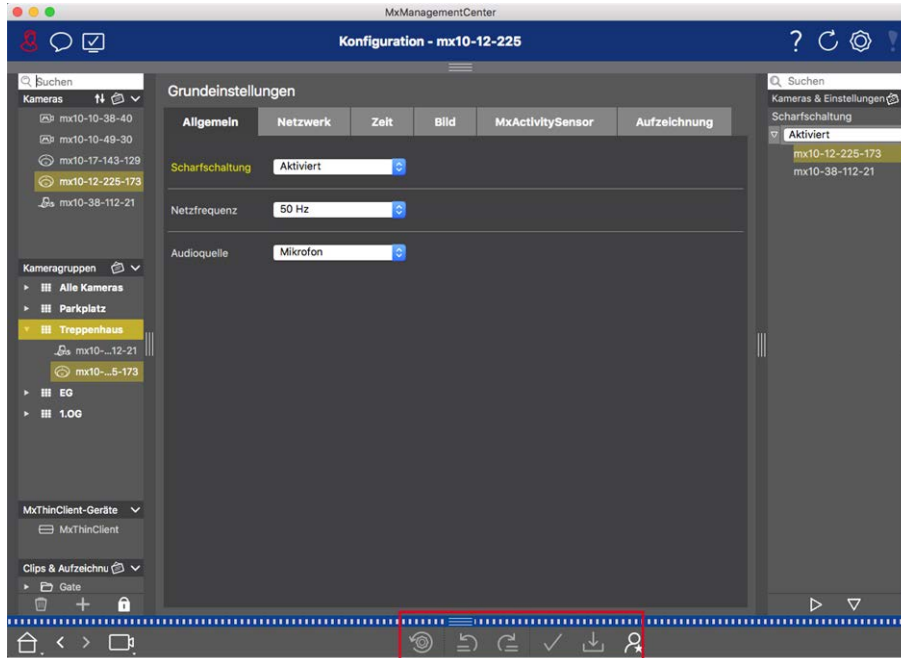 MxManagementCenter
Konfiguration - mx10-12-225
?
Suchen
Kameras
mx10-10-38-40
mx10-10-49-30
mx10-17-143-129
mx10-12-225-173
mx10-38-112-21
Kameragruppen
Alle Kameras
Parkplatz
Treppenhaus
mx10-...12-21
mx10-...5-173
EG
1.OG
MxThinClient-Geräte
MxThinClient
Clips & Aufzeichnu
Gate
Grundeinstellungen
Allgemein
Netzwerk
Zeit
Bild
MxActivitySensor
Aufzeichnung
Scharfschaltung
Aktiviert
Netzfrequenz
50 Hz
Audioquelle
Mikrofon
Suchen
Kameras & Einstellungen
Scharfschaltung
Aktiviert
mx10-12-225-173
mx10-38-112-21